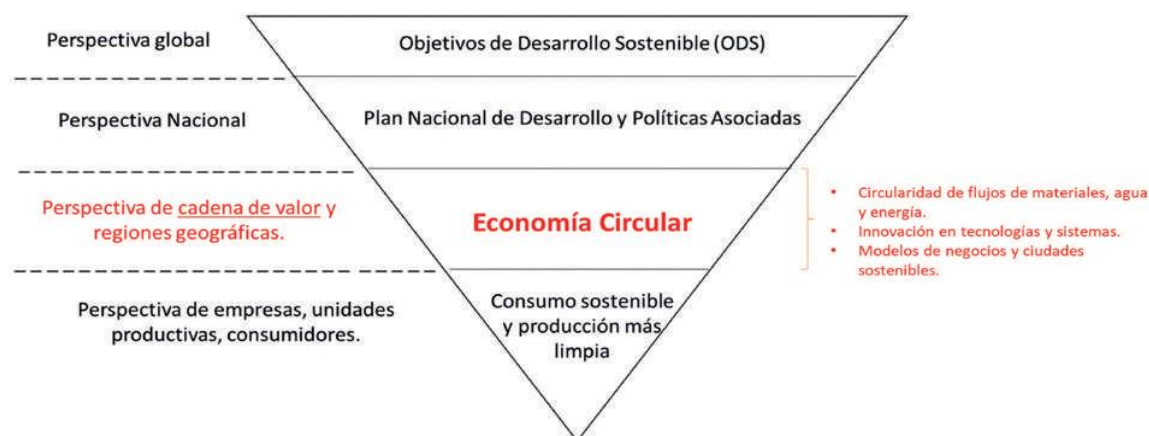 Perspectiva global
Objetivos de Desarrollo Sostenible (ODS)
Perspectiva Nacional
Plan Nacional de Desarrollo y Políticas Asociadas
Perspectiva de cadena de valor y
regiones geográficas.
Economía Circular
• Circularidad de flujos de materiales, agua
y energía.
• Innovación en tecnologías y sistemas.
• Modelos de negocios y ciudades
sostenibles.
Perspectiva de empresas, unidades
productivas, consumidores.
Consumo sostenible
y producción más
limpia